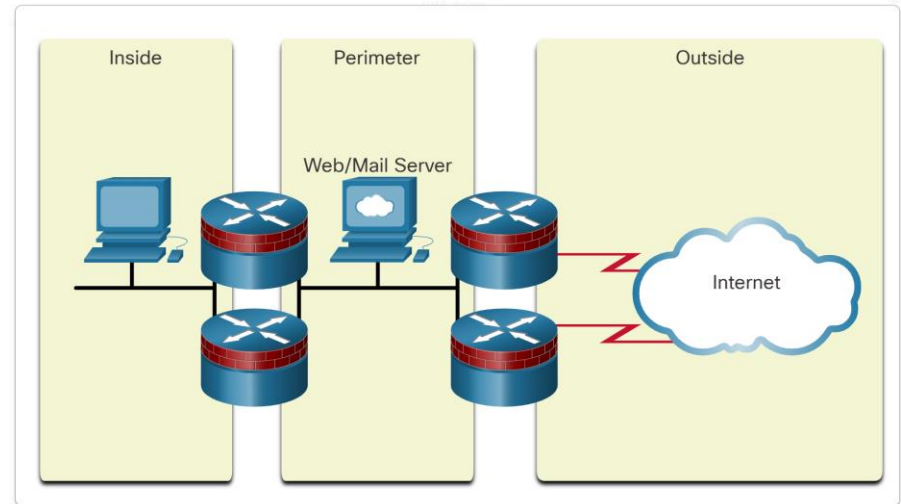 Inside
Perimeter
Outside
Web/Mail Server
Internet